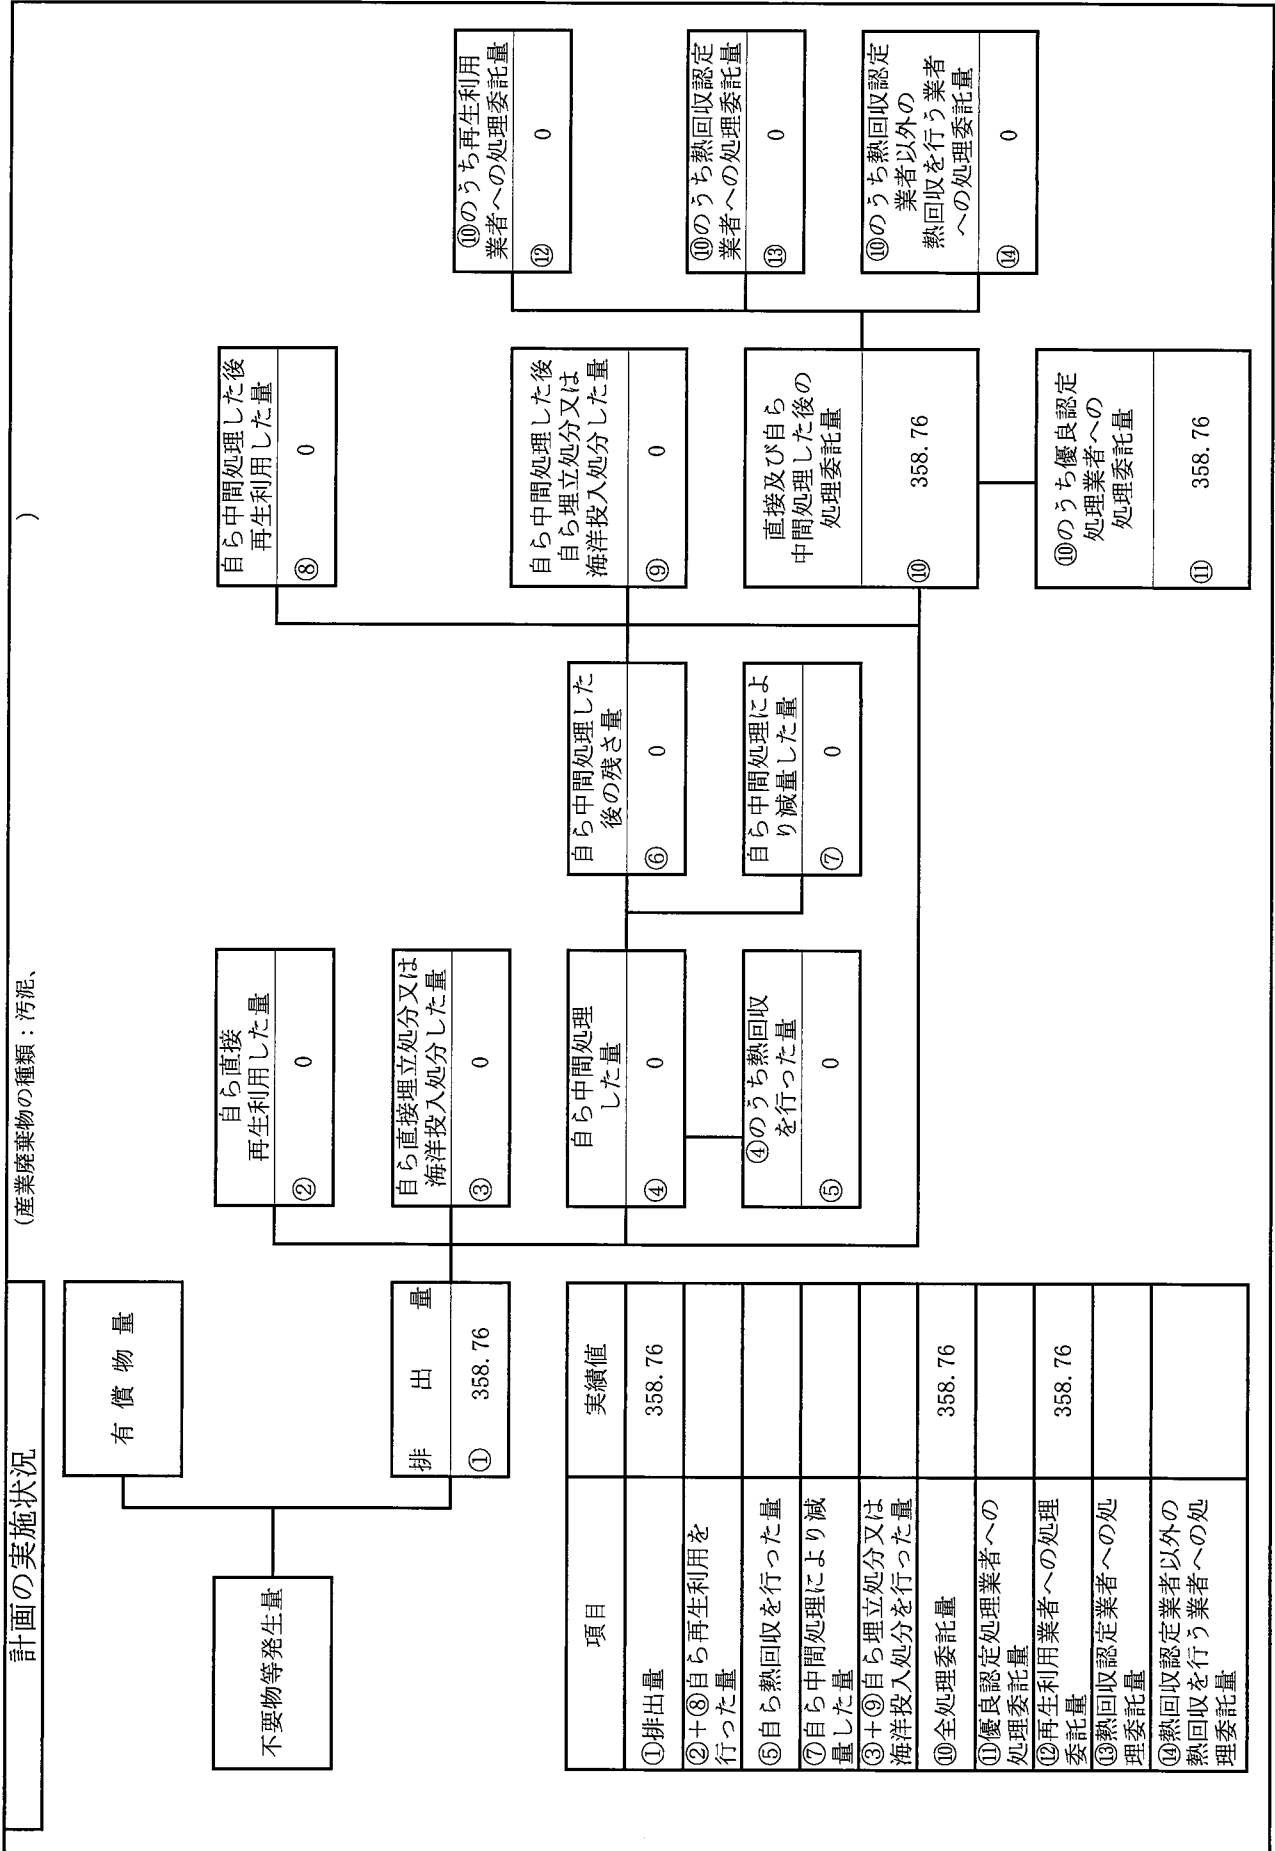 計画の実施状況
(産業廃棄物の種類：汚泥、 )
不要物等発生量
有償物量
排出量
① 358.76
自ら直接
再生利用した量
② 0
自ら直接埋立処分又は
海洋投入処分した量
③ 0
自ら中間処理
した量
④ 0
④のうち熱回収
を行った量
⑤ 0
自ら中間処理した
後の残さ量
⑥ 0
自ら中間処理によ
り減量した量
⑦ 0
自ら中間処理した後
再生利用した量
⑧ 0
自ら中間処理した後
自ら埋立処分又は
海洋投入処分した量
⑨ 0
直接及び自ら
中間処理した後の
処理委託量
⑩ 358.76
⑩のうち優良認定
処理業者への
処理委託量
⑪ 358.76
⑩のうち再生利用
業者への処理委託量
⑫ 0
⑩のうち熱回収認定
業者への処理委託量
⑬ 0
⑩のうち熱回収認定
業者以外の
熱回収を行う業者
への処理委託量
⑭ 0
項目 実績値
①排出量 358.76
②＋⑧自ら再生利用を
行った量
⑤自ら熱回収を行った量
⑦自ら中間処理により減
量した量
③＋⑨自ら埋立処分又は
海洋投入処分を行った量
⑩全処理委託量 358.76
⑪優良認定処理業者への
処理委託量
⑫再生利用業者への処理
委託量 358.76
⑬熱回収認定業者への処
理委託量
⑭熱回収認定業者以外の
熱回収を行う業者への処
理委託量